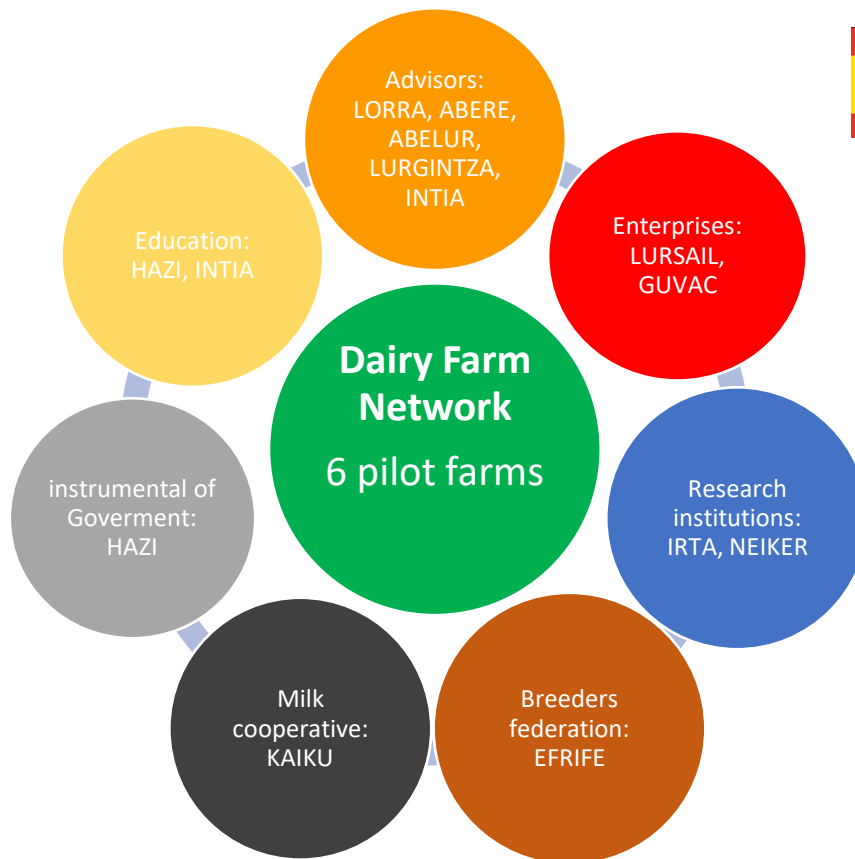 Dairy Farm
Network
6 pilot farms
Advisors:
LORRA, ABERE,
ABELUR,
LURGINTZA,
INTIA
Enterprises:
LURSAIL,
GUVAC
Research
institutions:
IRTA, NEIKER
Breeders
federation:
EFRIFE
Milk
cooperative:
KAIKU
instrumental of
Goverment:
HAZI
Education:
HAZI, INTIA